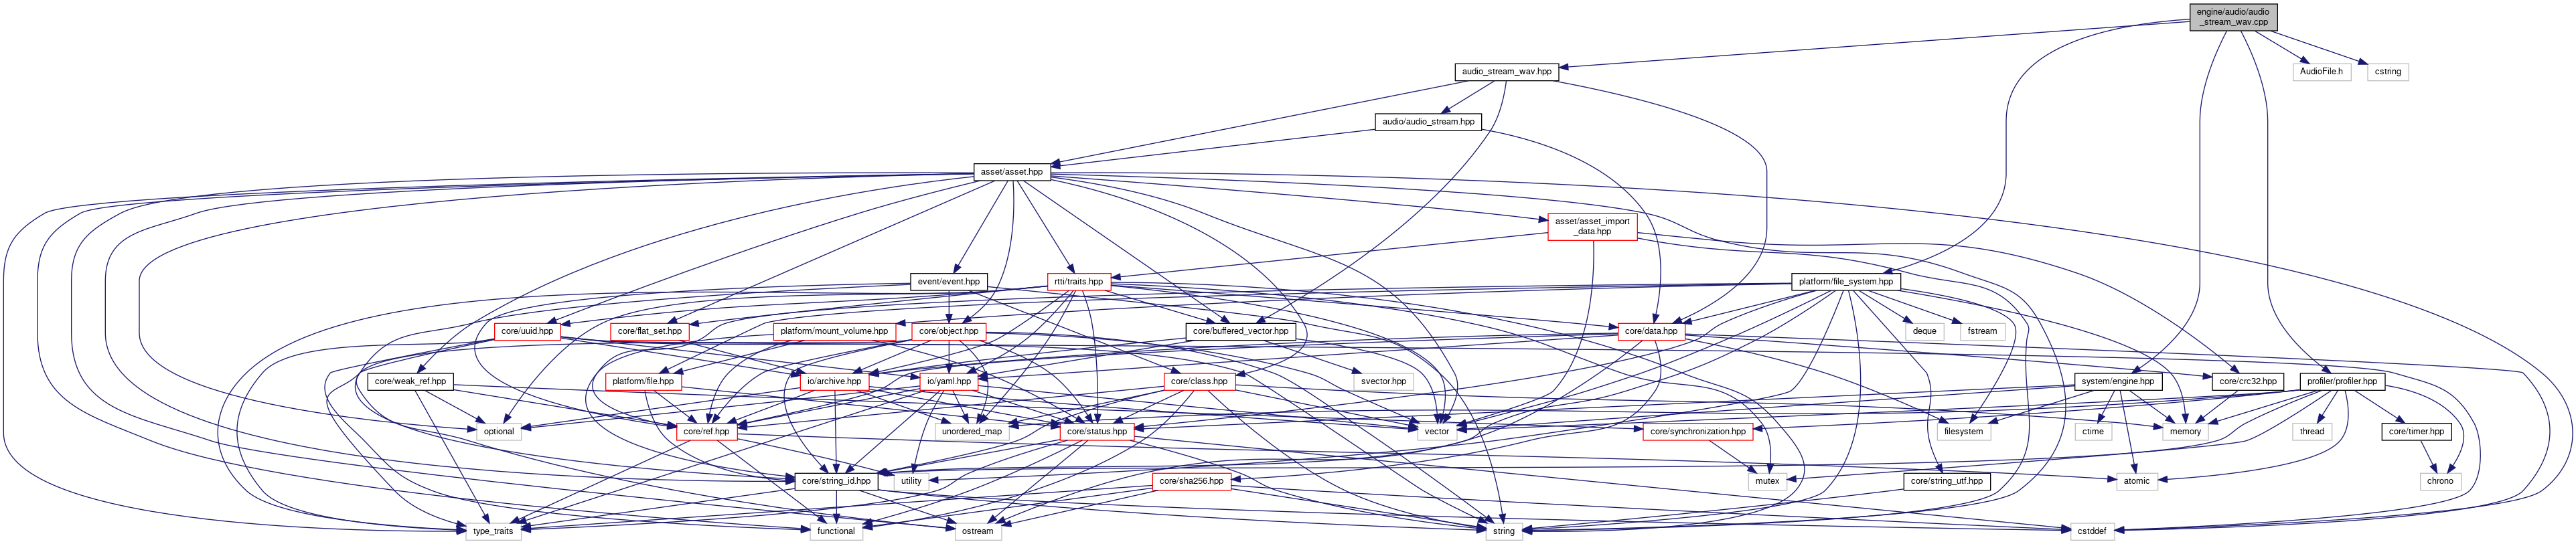 engine/audio/audio
_stream_wav.cpp
audio_stream_wav.hpp
AudioFile.h
cstring
audio/audio_stream.hpp
asset/asset.hpp
asset/asset_import
_data.hpp
event/event.hpp
rtti/traits.hpp
platform/file_system.hpp
core/uuid.hpp
core/flat_set.hpp
platform/mount_volume.hpp
core/object.hpp
core/buffered_vector.hpp
core/data.hpp
deque
fstream
core/weak_ref.hpp
platform/file.hpp
io/archive.hpp
io/yaml.hpp
core/class.hpp
svector.hpp
system/engine.hpp
core/crc32.hpp
profiler/profiler.hpp
optional
core/ref.hpp
unordered_map
core/status.hpp
vector
core/synchronization.hpp
filesystem
ctime
memory
thread
core/timer.hpp
core/string_id.hpp
utility
core/sha256.hpp
mutex
core/string_utf.hpp
atomic
chrono
type_traits
functional
ostream
string
cstddef